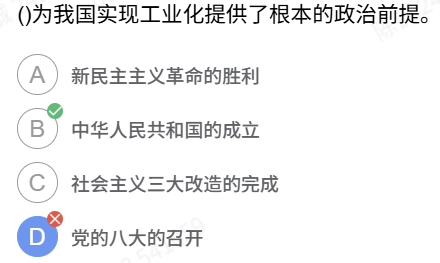 ()为我国实现工业化提供了根本的政治前提。
A 新民主主义革命的胜利
B 中华人民共和国的成立
C 社会主义三大改造的完成
D 党的八大的召开